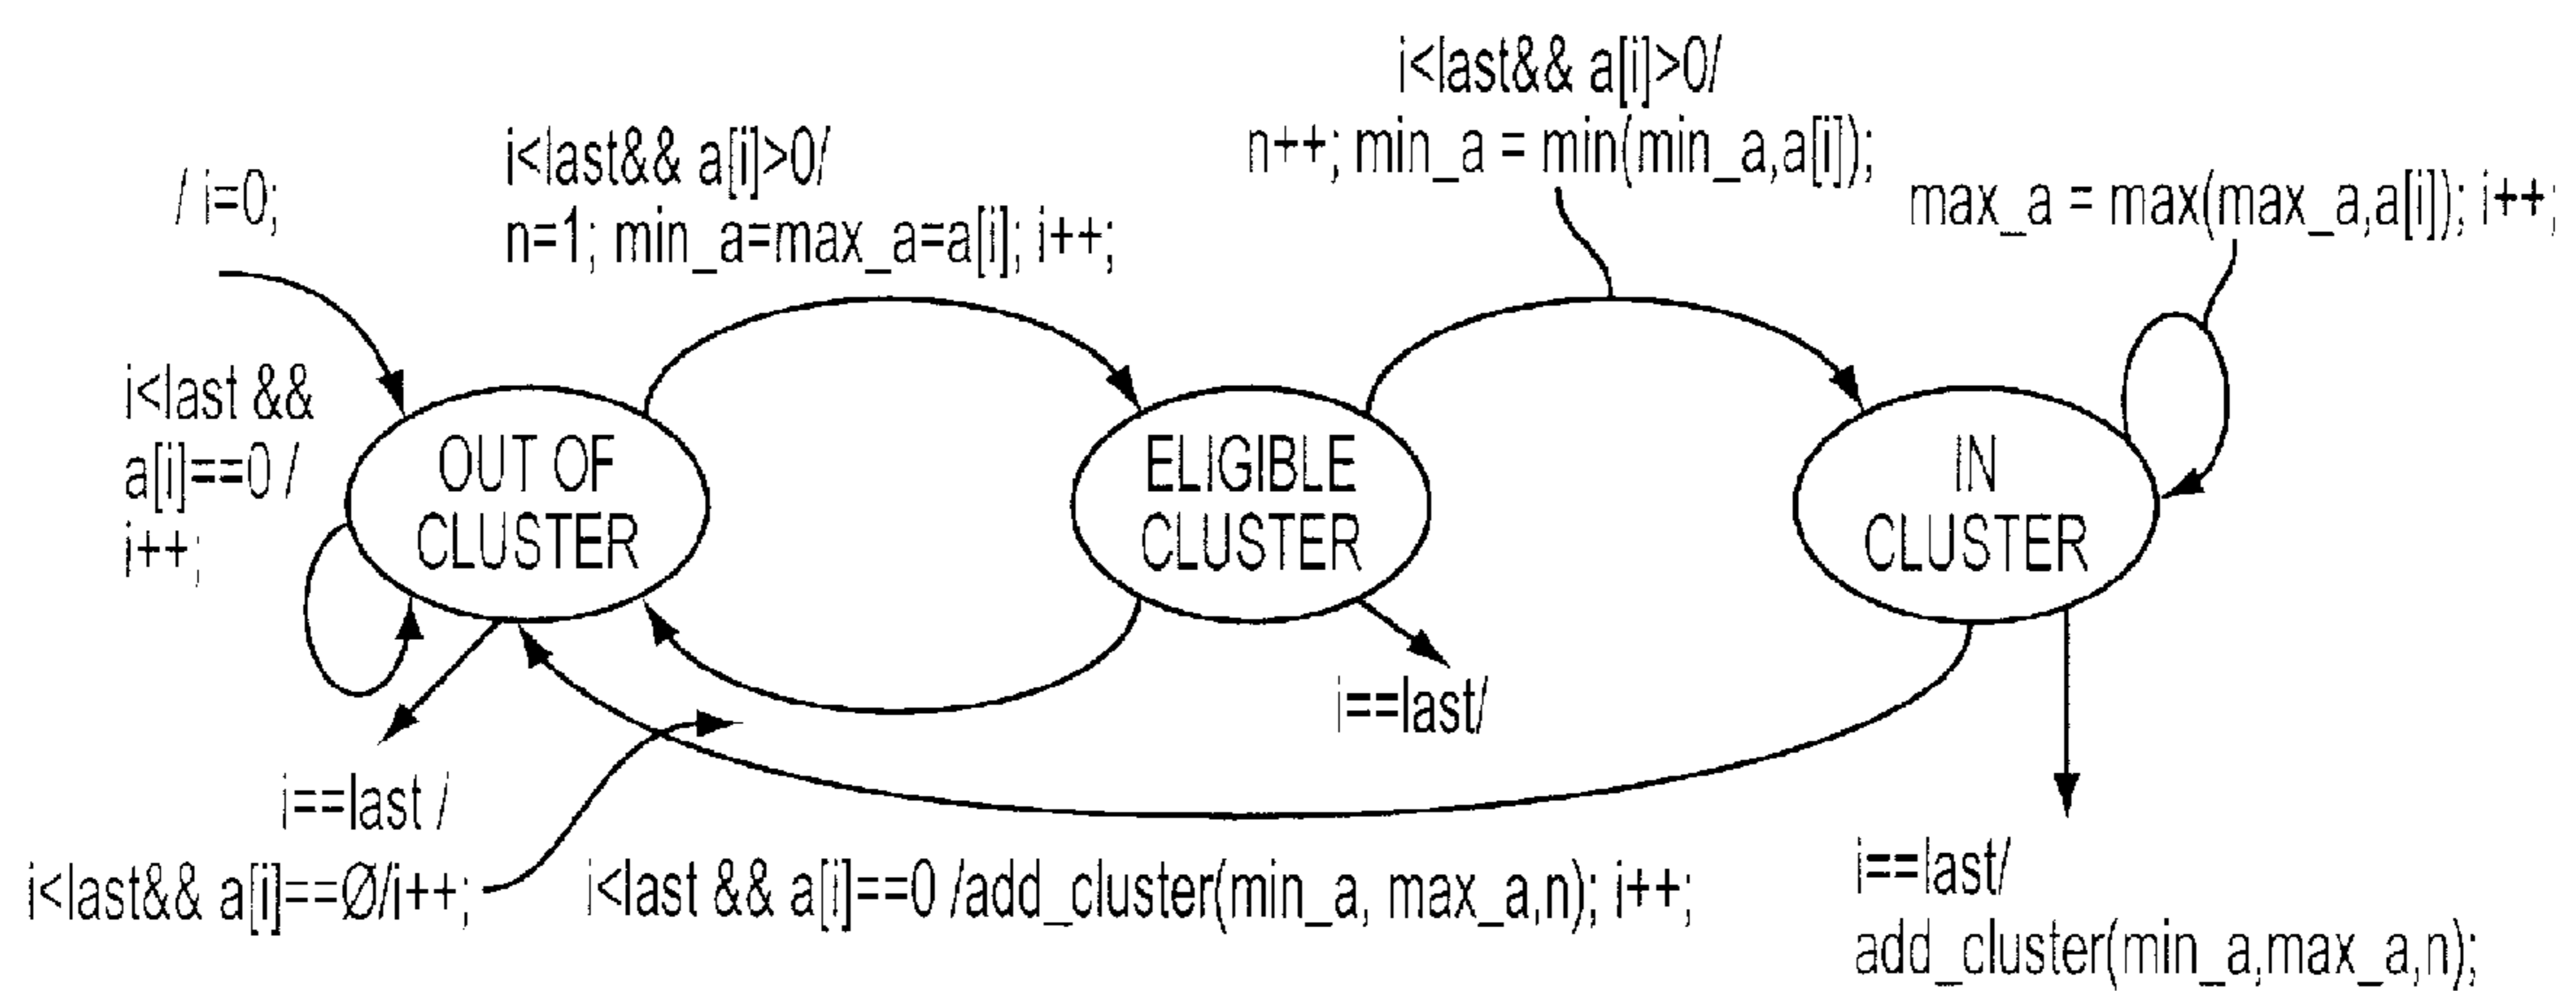 i<last&& a[i]>0/
n++; min_a = min(min_a,a[i]);
i<last&& a[i]>0/
n=1; min_a=max_a=a[i]; i++;
/ i=0;
max_a = max(max_a,a[i]); i++;
i<last &&
a[i]==0 /
i++;
OUT OF
CLUSTER
ELIGIBLE
CLUSTER
IN
CLUSTER
i==last/
i==last /
i<last&& a[i]==Ø/i++;
i<last && a[i]==0 /add_cluster(min_a, max_a,n); i++;
i==last/
add_cluster(min_a,max_a,n);